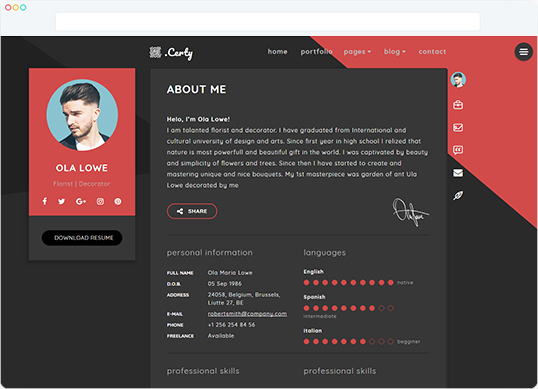 .Certy
home portfolio pages blog contact
OLA LOWE
Florist | Decorator
DOWNLOAD RESUME
ABOUT ME
Helo, I'm Ola Lowe!
I am talanted florist and decorator. I have graduated from International and
cultural university of design and arts. Since first year in high school I relized that
nature is most powerfull and beautiful gift in the world. I was captivated by beauty
and simplicity of flowers and trees. Since then I have started to create and
mastering unique and nice bouquets. My 1st masterpiece was garden of ant Ula
Lowe decorated by me
SHARE
personal information
FULL NAME Ola Maria Lowe
D.O.B. 05 Sep 1986
ADDRESS 24058, Belgium, Brussels,
Liutte 27, BE
E-MAIL robertsmith@company.com
PHONE +1 256 254 84 56
FREELANCE Available
languages
English
native
Spanish
intermediate
Italian
begginer
professional skills
professional skills